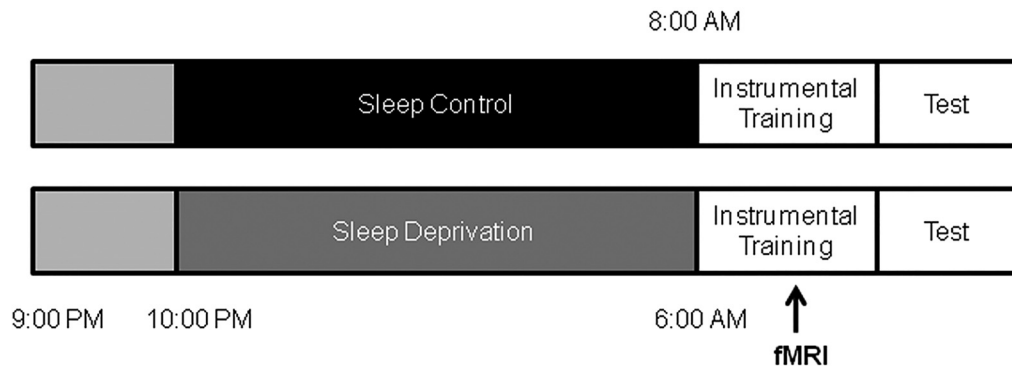 8:00 AM
Sleep Control
Instrumental
Training
Test
Sleep Deprivation
Instrumental
Training
Test
9:00 PM
10:00 PM
6:00 AM
fMRI